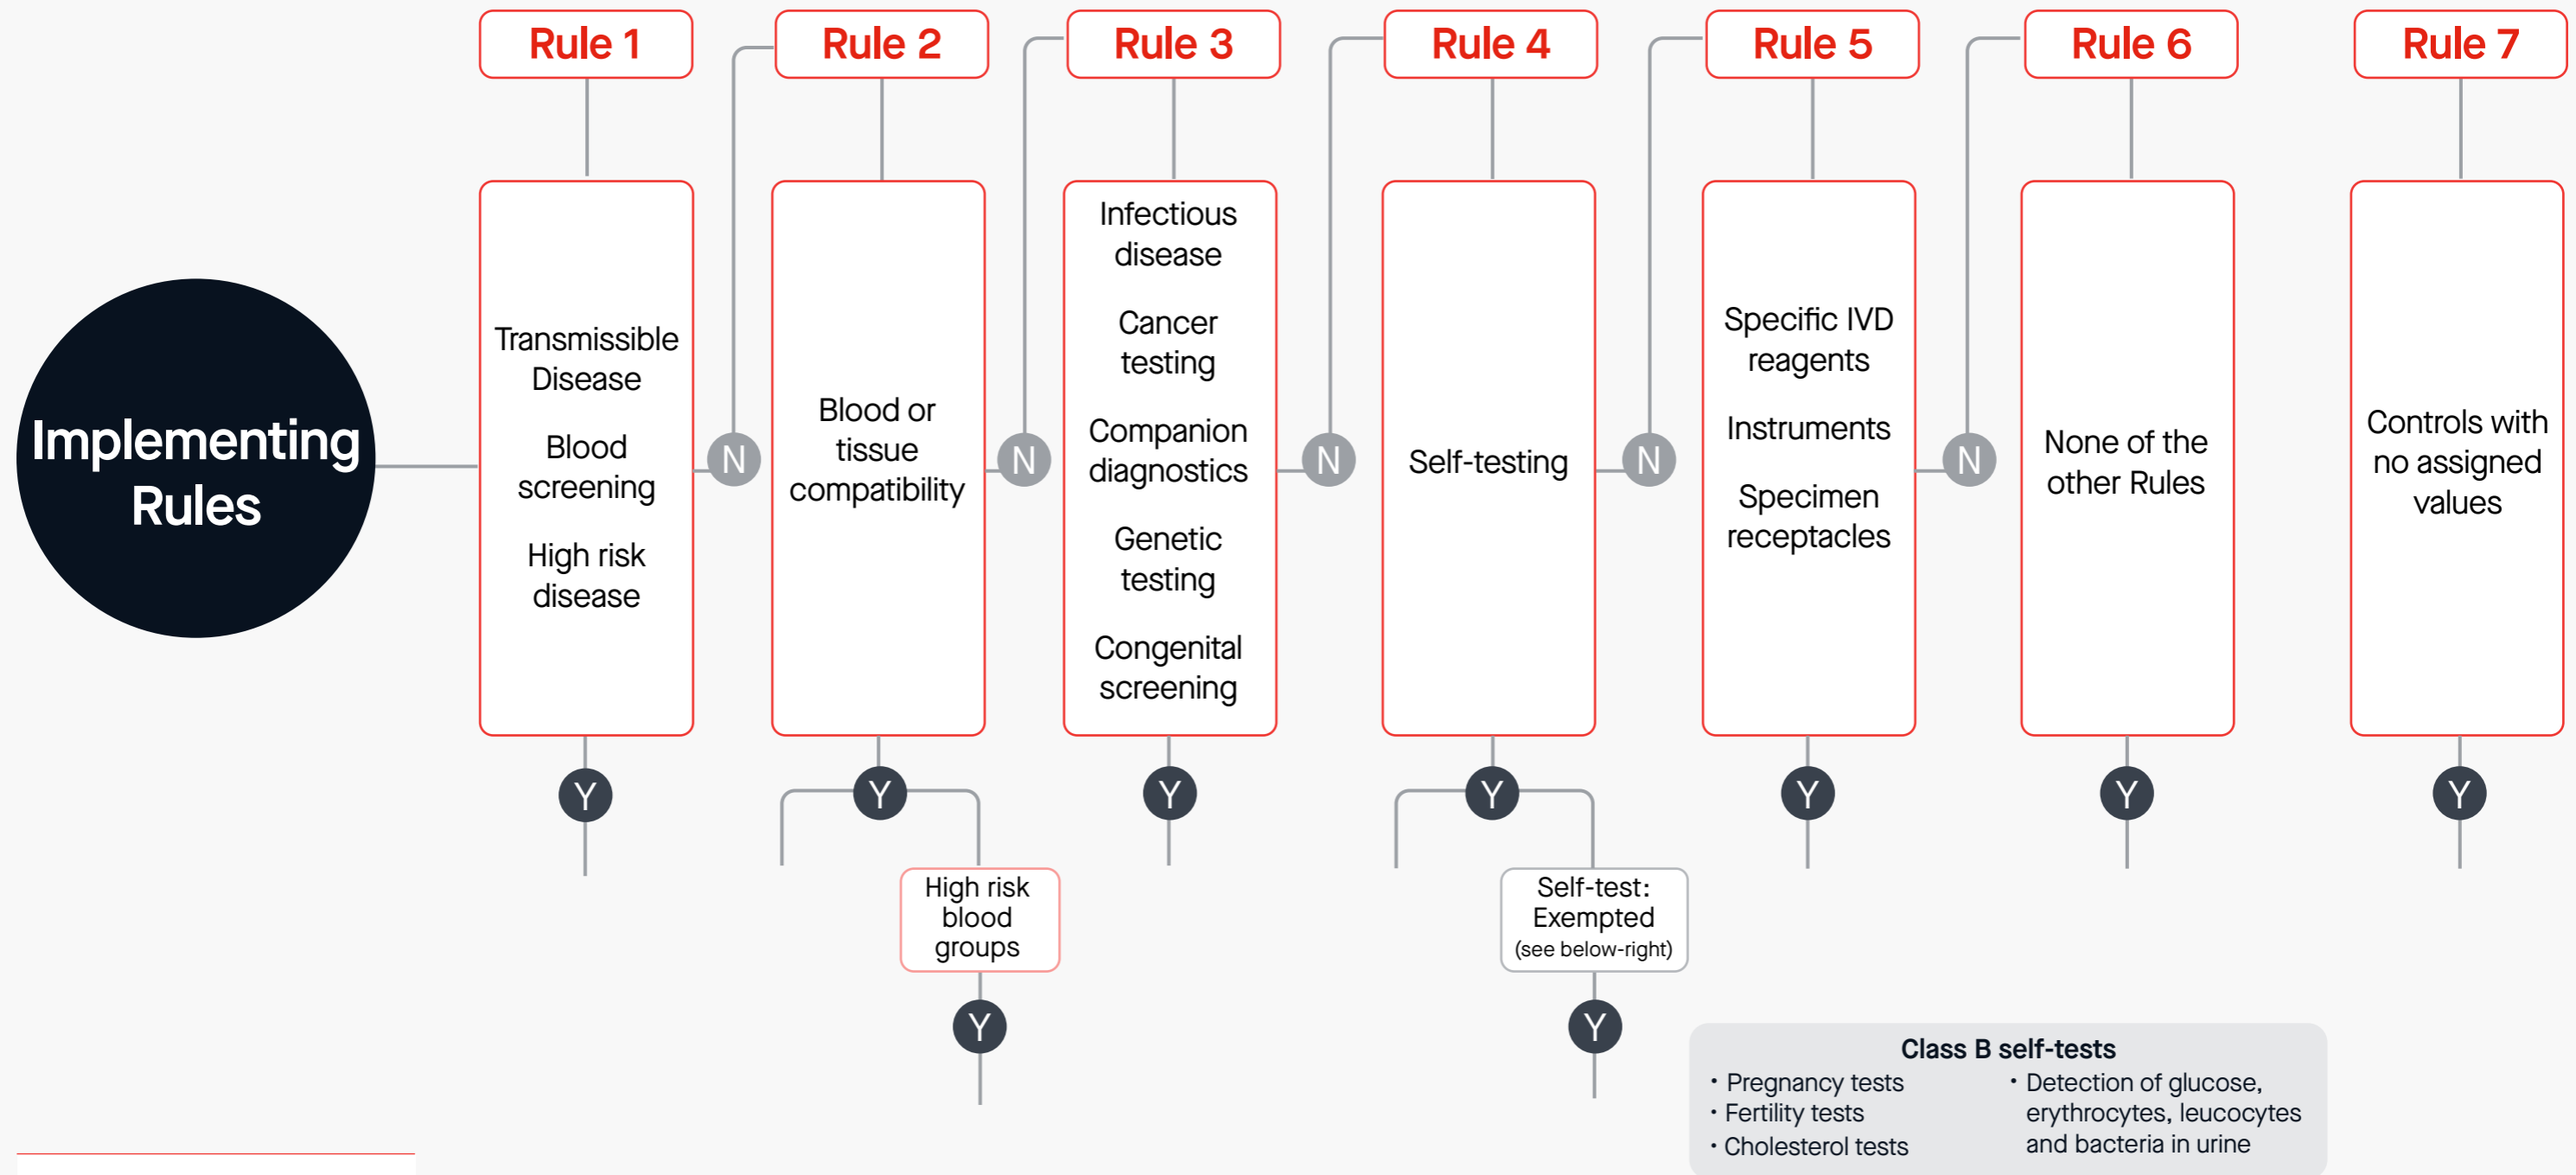 Rule 1
Rule 2
Rule 3
Rule 4
Rule 5
Rule 6
Rule 7
Implementing
Rules
Transmissible
Disease
Blood
screening
High risk
disease
N
Blood or
tissue
compatibility
N
Infectious
disease
Cancer
testing
Companion
diagnostics
Genetic
testing
Congenital
screening
N
Self-testing
N
Specific IVD
reagents
Instruments
Specimen
receptacles
N
None of the
other Rules
Controls with
no assigned
values
Y
Y
Y
Y
Y
Y
Y
High risk
blood
groups
Y
Self-test:
Exempted
(see below-right)
Y
Class B self-tests
• Pregnancy tests
• Fertility tests
• Cholesterol tests
• Detection of glucose,
erythrocytes, leucocytes
and bacteria in urine